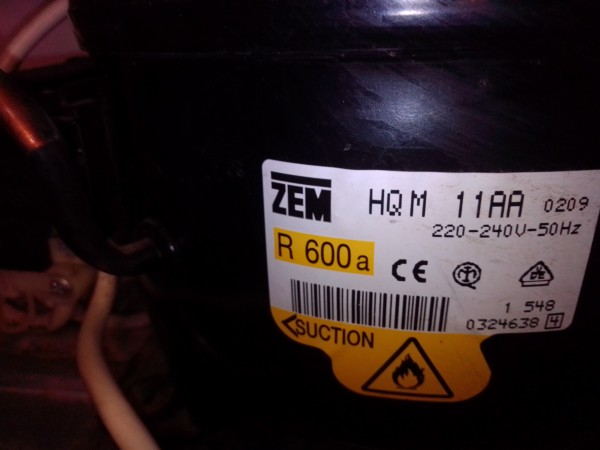 ZEM HQM 11AA 0209
220-240V-50Hz
R 600a CE
1 548
0324638 4
<SUCTION